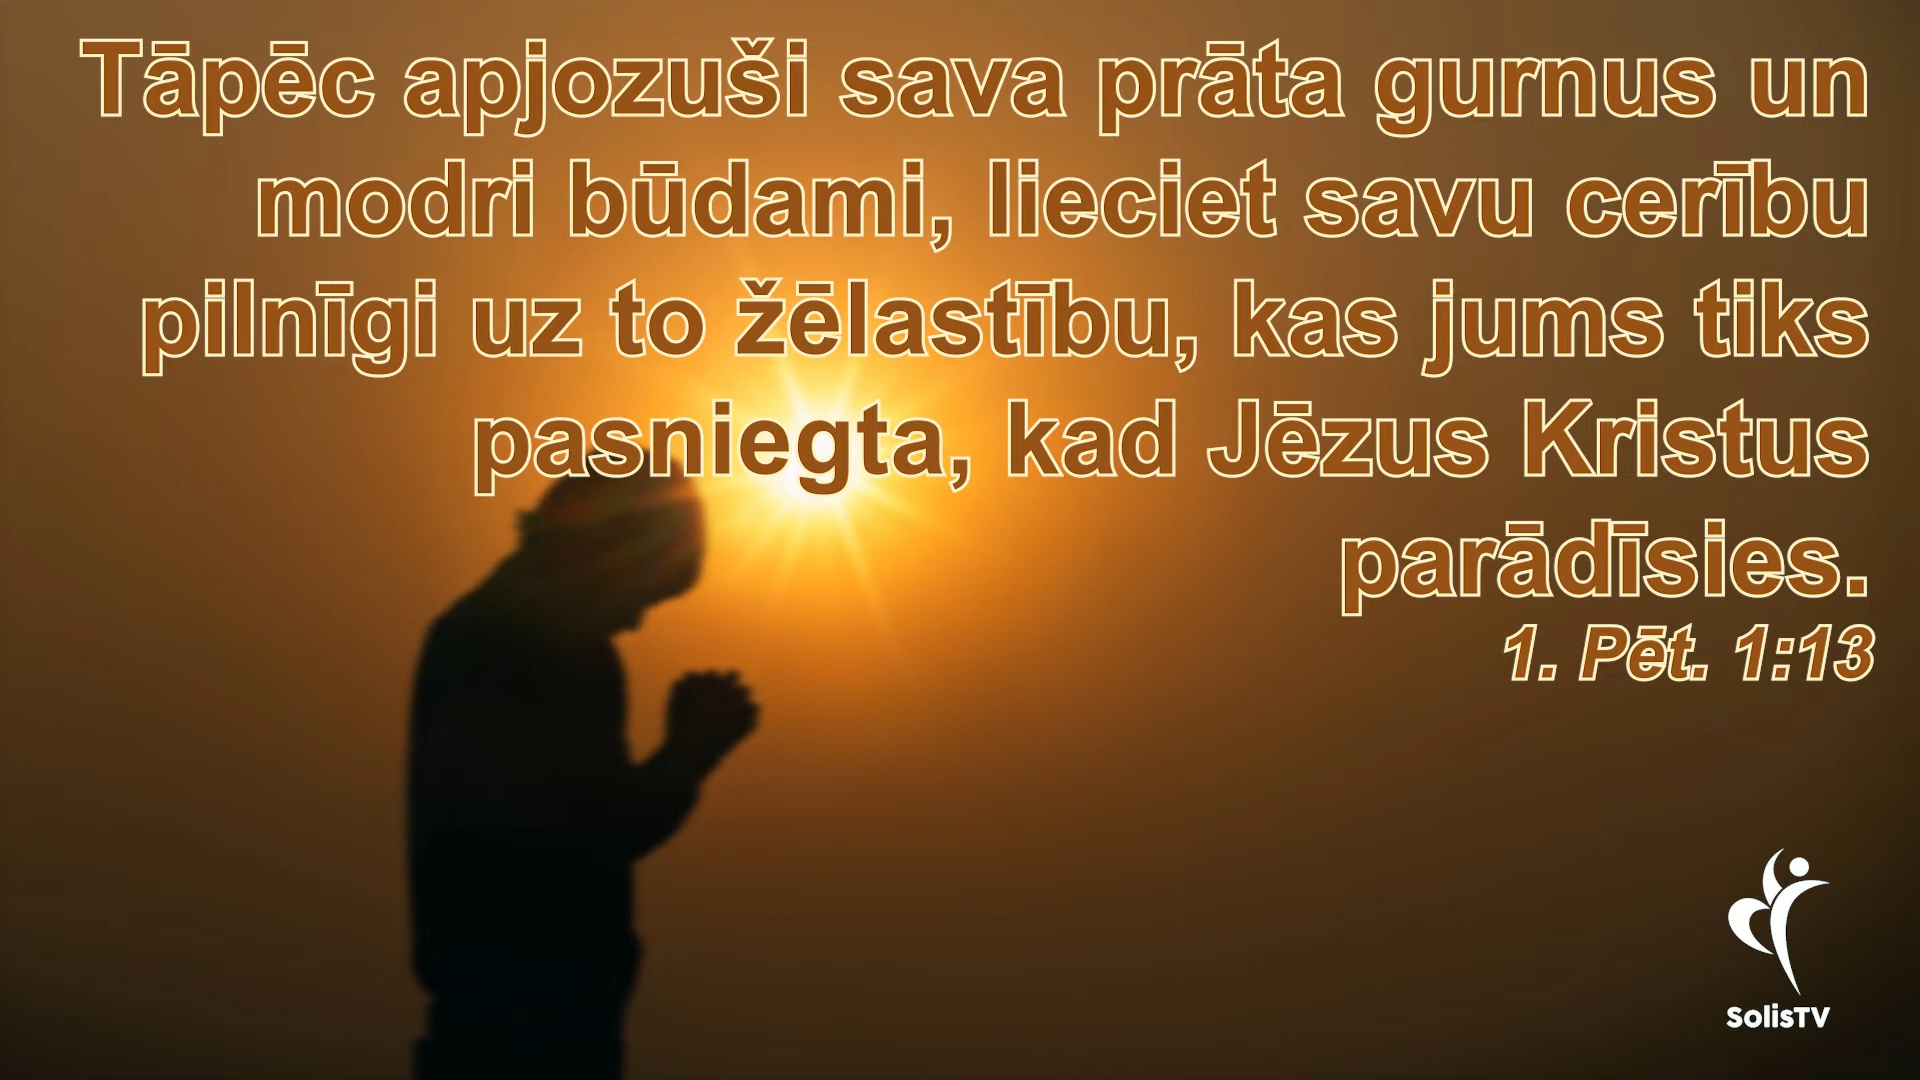 Tāpēc apjozuši sava prāta gurnus un
modri būdami, lieciet savu cerību
pilnīgi uz to žēlastību, kas jums tiks
pasniegta, kad Jēzus Kristus
parādīsies.
1. Pēt. 1:13
SolisTV